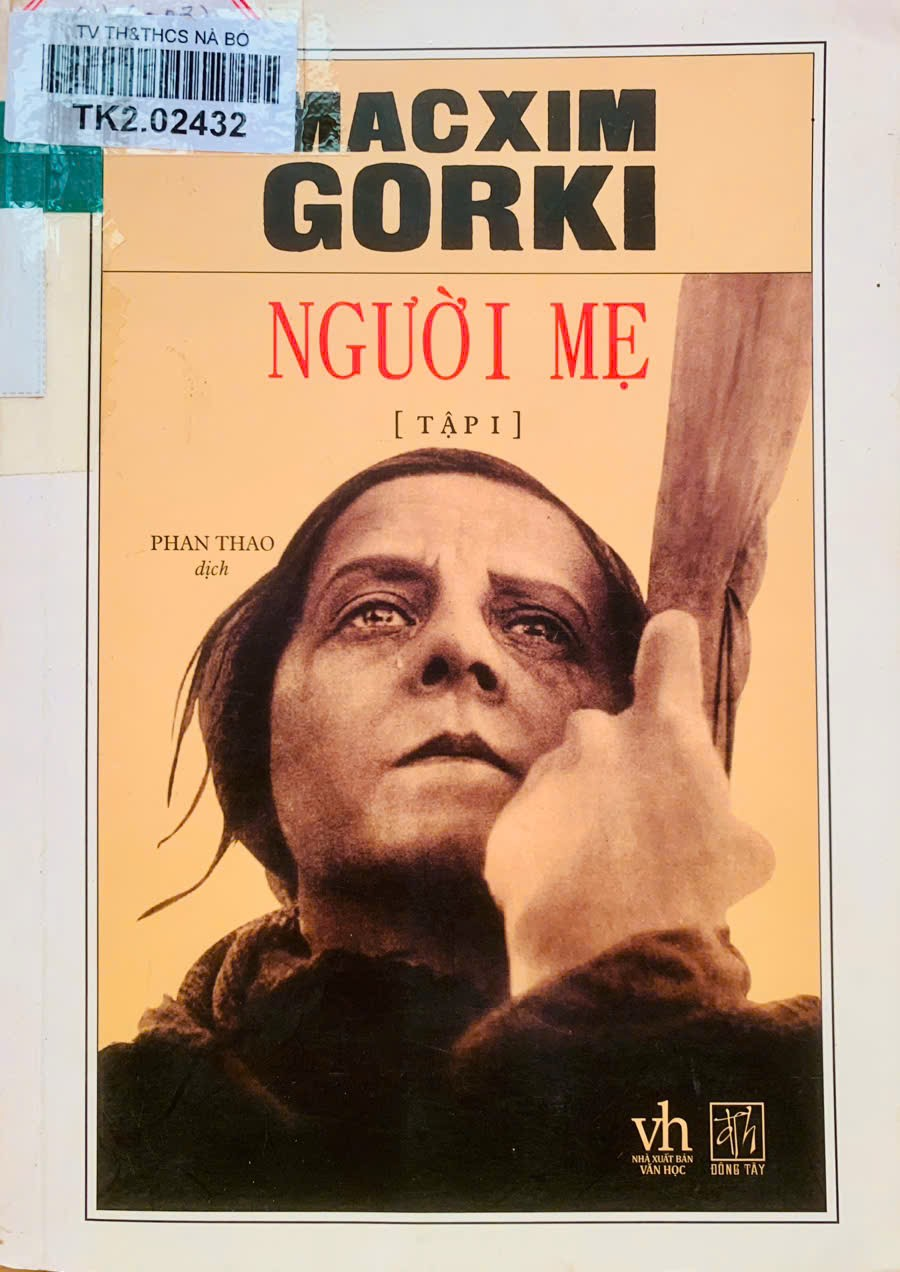 TV TH&THCS NÀ BÓ
TK2.02432
MACXIM
GORKI
NGƯỜI MẸ
[ TẬP I ]
PHAN THAO
dịch
vh
NHÀ XUẤT BẢN
VĂN HỌC
ĐÔNG TÂY